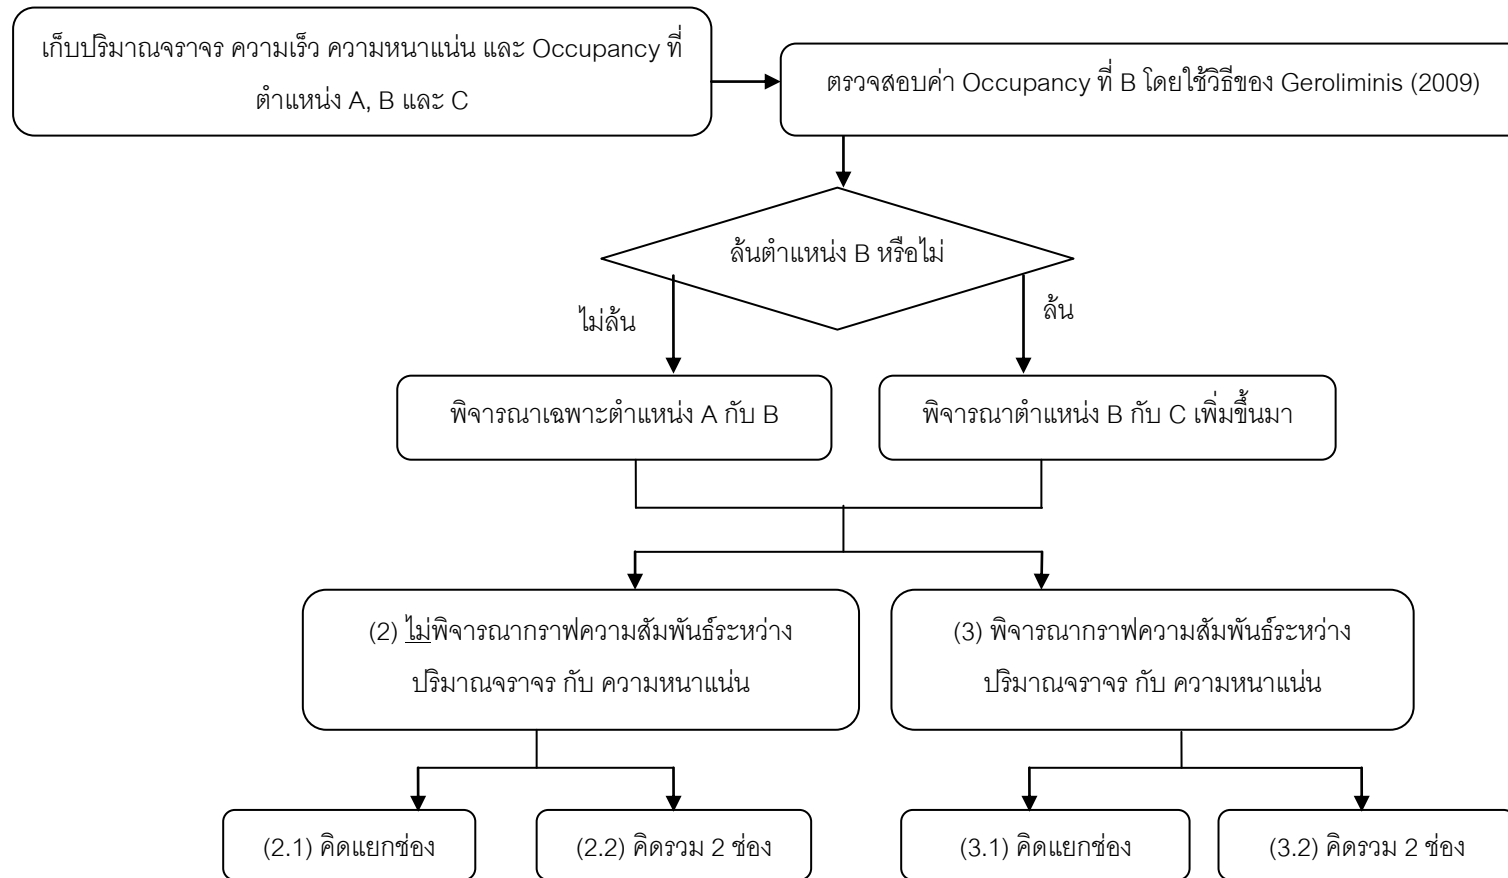 เก็บปริมาณจราจร ความเร็ว ความหนาแน่น และ Occupancy ที่
ตำแหน่ง A, B และ C
ตรวจสอบค่า Occupancy ที่ B โดยใช้วิธีของ Geroliminis (2009)
ล้นตำแหน่ง B หรือไม่
ไม่ล้น
ล้น
พิจารณาเฉพาะตำแหน่ง A กับ B
พิจารณาตำแหน่ง B กับ C เพิ่มขึ้นมา
(2) ไม่พิจารณากราฟความสัมพันธ์ระหว่าง
ปริมาณจราจร กับ ความหนาแน่น
(3) พิจารณากราฟความสัมพันธ์ระหว่าง
ปริมาณจราจร กับ ความหนาแน่น
(2.1) คิดแยกช่อง
(2.2) คิดรวม 2 ช่อง
(3.1) คิดแยกช่อง
(3.2) คิดรวม 2 ช่อง